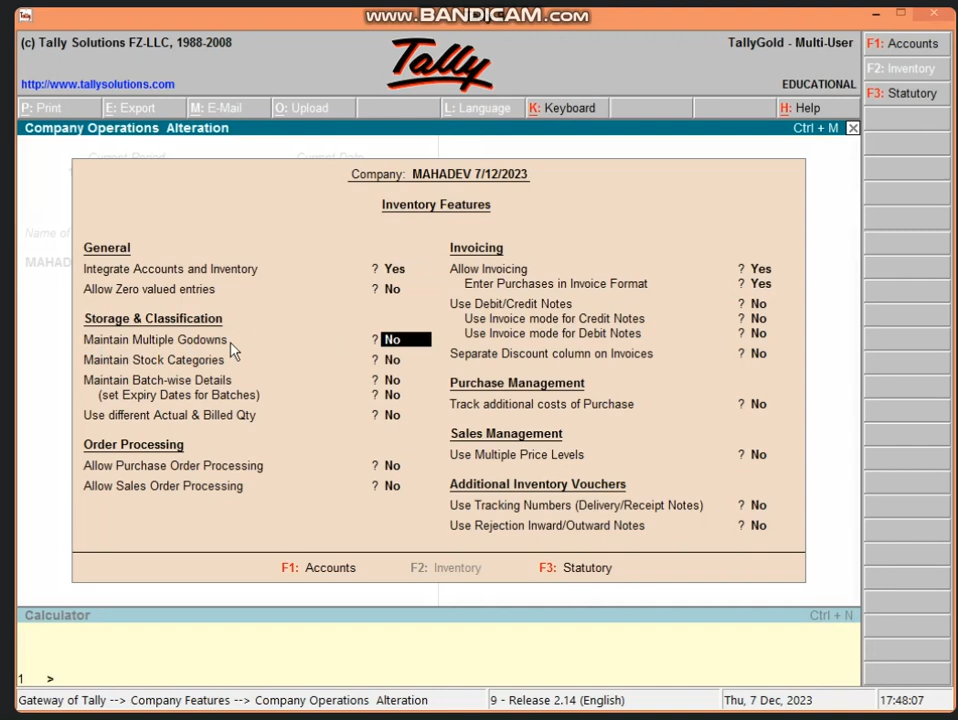 www.BANDICAM.com
Tally
(c) Tally Solutions FZ-LLC, 1988-2008
Tally
TallyGold - Multi-User
http://www.tallysolutions.com
EDUCATIONAL
P: Print
E: Export
M: E-Mail
O: Upload
L: Language
K: Keyboard
H: Help
Company Operations Alteration
Ctrl + M
Current Period
Current Date
Name of
MAHAD
Company: MAHADEV 7/12/2023
Inventory Features
General
Integrate Accounts and Inventory ? Yes
Allow Zero valued entries ? No
Storage & Classification
Maintain Multiple Godowns ? No
Maintain Stock Categories ? No
Maintain Batch-wise Details ? No
(set Expiry Dates for Batches) ? No
Use different Actual & Billed Qty ? No
Order Processing
Allow Purchase Order Processing ? No
Allow Sales Order Processing ? No
Invoicing
Allow Invoicing ? Yes
Enter Purchases in Invoice Format ? Yes
Use Debit/Credit Notes ? No
Use Invoice mode for Credit Notes ? No
Use Invoice mode for Debit Notes ? No
Separate Discount column on Invoices ? No
Purchase Management
Track additional costs of Purchase ? No
Sales Management
Use Multiple Price Levels ? No
Additional Inventory Vouchers
Use Tracking Numbers (Delivery/Receipt Notes) ? No
Use Rejection Inward/Outward Notes ? No
F1: Accounts
F2: Inventory
F3: Statutory
F1: Accounts
F2: Inventory
F3: Statutory
Calculator
Ctrl + N
1 >
Gateway of Tally --> Company Features --> Company Operations Alteration
9 - Release 2.14 (English)
Thu, 7 Dec, 2023
17:48:07